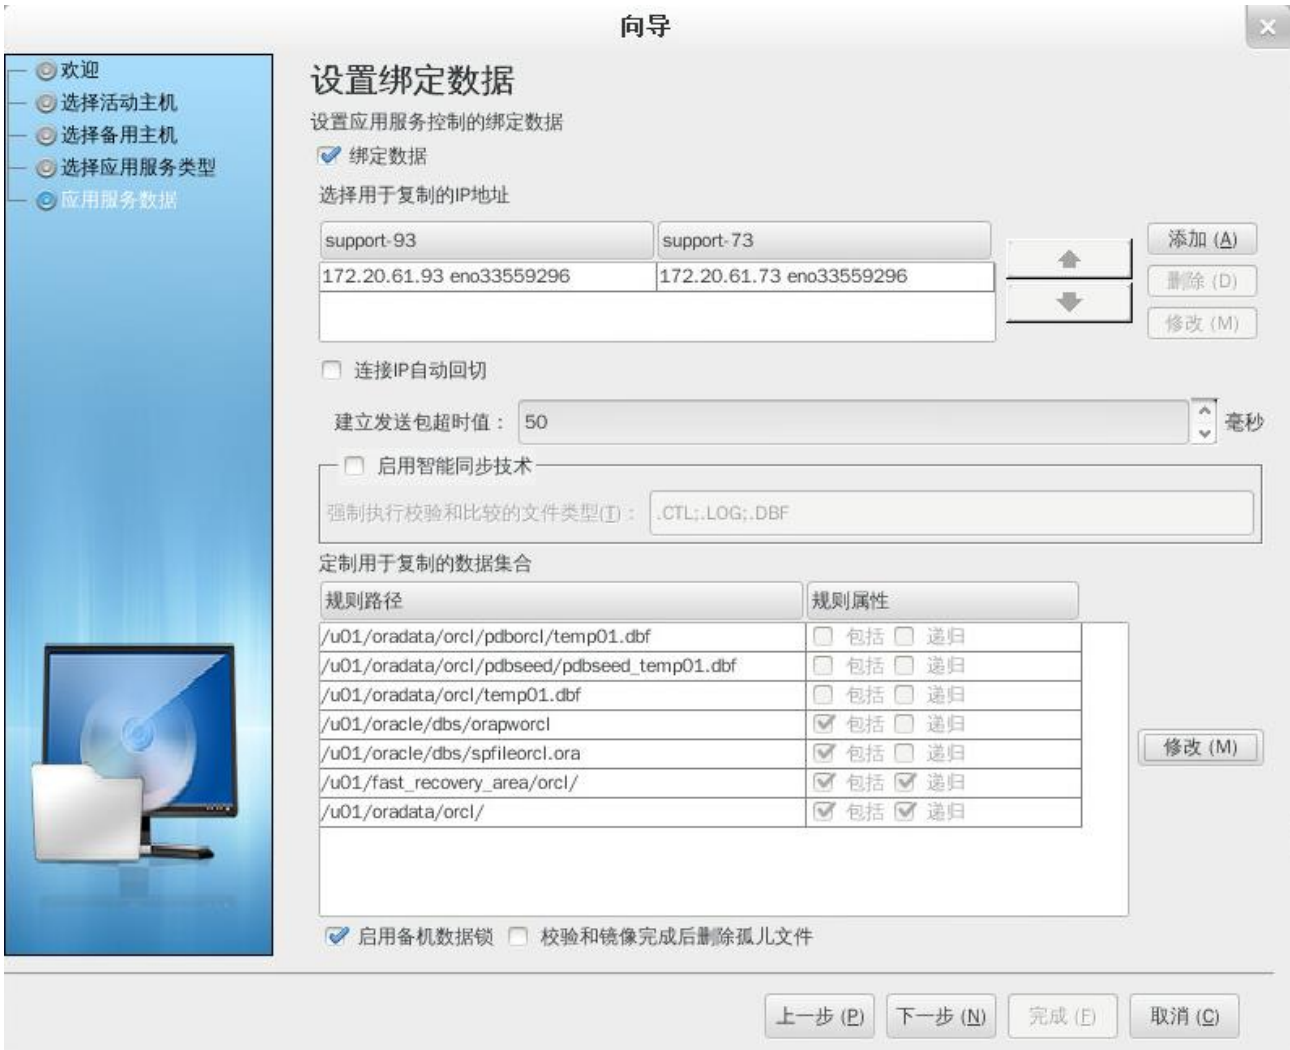 向导
欢迎
选择活动主机
选择备用主机
选择应用服务类型
应用服务数据
设置绑定数据
设置应用服务控制的绑定数据
绑定数据
选择用于复制的IP地址
support-93 support-73
172.20.61.93 eno33559296 172.20.61.73 eno33559296
添加 (A)
删除 (D)
修改 (M)
连接IP自动回切
建立发送包超时值： 50 毫秒
启用智能同步技术
强制执行校验和比较的文件类型(T)： .CTL;.LOG;.DBF
定制用于复制的数据集合
规则路径 规则属性
/u01/oradata/orcl/pdborcl/temp01.dbf 包括 递归
/u01/oradata/orcl/pdbseed/pdbseed_temp01.dbf 包括 递归
/u01/oradata/orcl/temp01.dbf 包括 递归
/u01/oracle/dbs/orapworcl 包括 递归
/u01/oracle/dbs/spfileorcl.ora 包括 递归
/u01/fast_recovery_area/orcl/ 包括 递归
/u01/oradata/orcl/ 包括 递归
修改 (M)
启用备机数据锁 校验和镜像完成后删除孤儿文件
上一步 (P) 下一步 (N) 完成 (F) 取消 (C)